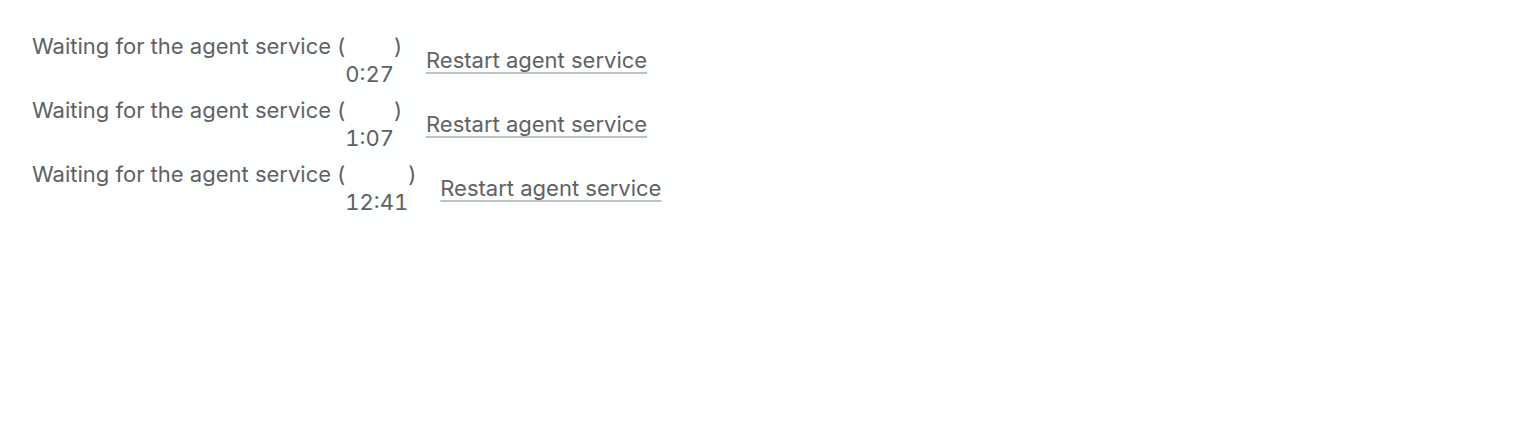 Waiting for the agent service ( )
0:27
Restart agent service
Waiting for the agent service ( )
1:07
Restart agent service
Waiting for the agent service ( )
12:41
Restart agent service